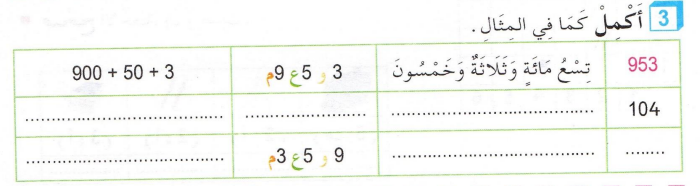 3 أَكْمِلْ كَمَا فِي المِثَالِ .
953 تِسْعُ مَائَةٍ وَثَلَاثَةٌ وَخَمْسُونَ 3 و 5ع 9م 900 + 50 + 3
104 .......... .......... ..........
........ .......... 9 و 5ع 3م ..........